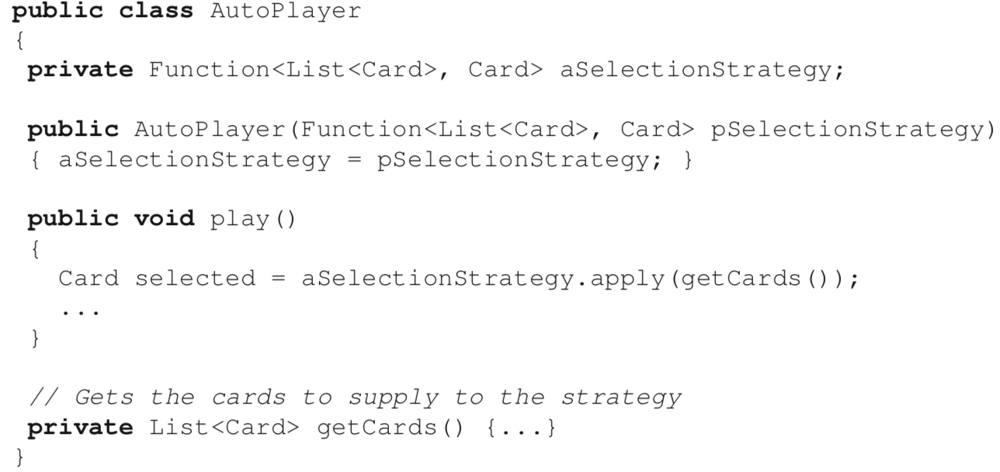 public class AutoPlayer
{
private Function<List<Card>, Card> aSelectionStrategy;
public AutoPlayer(Function<List<Card>, Card> pSelectionStrategy)
{ aSelectionStrategy = pSelectionStrategy; }
public void play()
{
Card selected = aSelectionStrategy.apply(getCards());
...
}
// Gets the cards to supply to the strategy
private List<Card> getCards() {...}
}